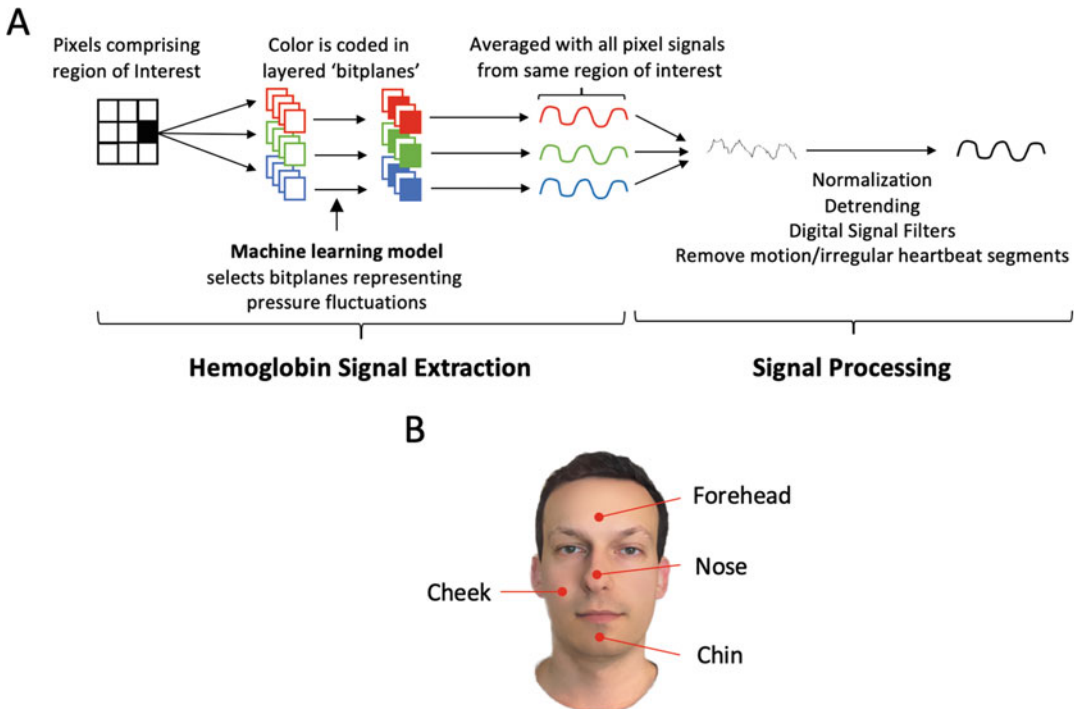 A
Pixels comprising
region of Interest
Color is coded in
layered ‘bitplanes’
Averaged with all pixel signals
from same region of interest
Machine learning model
selects bitplanes representing
pressure fluctuations
Normalization
Detrending
Digital Signal Filters
Remove motion/irregular heartbeat segments
Hemoglobin Signal Extraction
Signal Processing
B
Forehead
Nose
Cheek
Chin